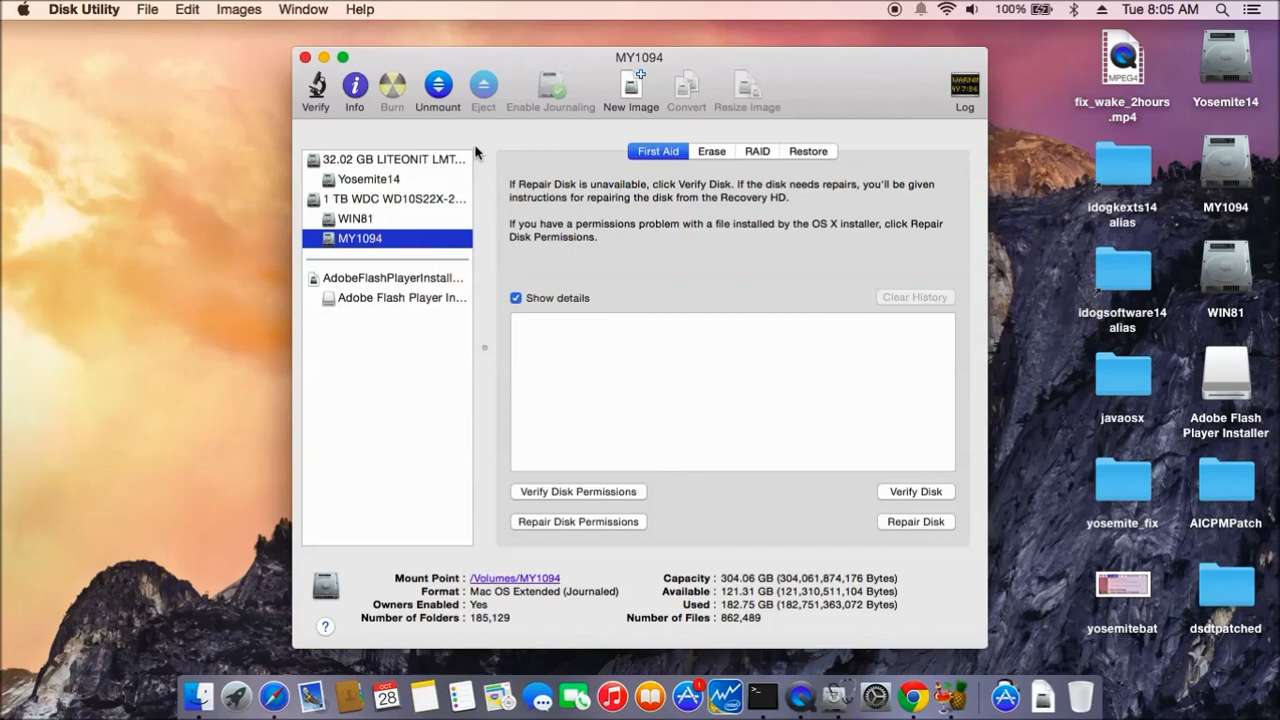 Disk Utility File Edit Images Window Help 100% Tue 8:05 AM
MY1094
Verify Info Burn Unmount Eject Enable Journaling New Image Convert Resize Image Log
32.02 GB LITEONIT LMT...
Yosemite14
1 TB WDC WD10S22X-2...
WIN81
MY1094
AdobeFlashPlayerInstall...
Adobe Flash Player In...
First Aid Erase RAID Restore
If Repair Disk is unavailable, click Verify Disk. If the disk needs repairs, you'll be given
instructions for repairing the disk from the Recovery HD.
If you have a permissions problem with a file installed by the OS X installer, click Repair
Disk Permissions.
Show details Clear History
Verify Disk Permissions Verify Disk
Repair Disk Permissions Repair Disk
Mount Point : /Volumes/MY1094
Format : Mac OS Extended (Journaled)
Owners Enabled : Yes
Number of Folders : 185,129
Capacity : 304.06 GB (304,061,874,176 Bytes)
Available : 121.31 GB (121,310,511,104 Bytes)
Used : 182.75 GB (182,751,363,072 Bytes)
Number of Files : 862,489
?
MPEG4
fix_wake_2hours
.mp4
Yosemite14
idogkexts14
alias
MY1094
idogsoftware14
alias
WIN81
javaosx
Adobe Flash
Player Installer
yosemite_fix
AICPMPatch
yosemitebat
dsdtpatched
OCT
28
1